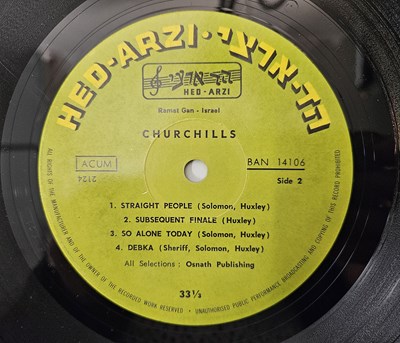 HED-ARZI · הד-ארצי
הד-ארצי
HED-ARZI
Ramat Gan - Israel
CHURCHILLS
ACUM
BAN 14106
2124
Side 2
1. STRAIGHT PEOPLE (Solomon, Huxley)
2. SUBSEQUENT FINALE (Huxley)
3. SO ALONE TODAY (Solomon, Huxley)
4. DEBKA (Sheriff, Solomon, Huxley)
All Selections : Osnath Publishing
33⅓
ALL RIGHTS OF THE MANUFACTURER AND OF THE OWNER OF THE RECORDED WORK RESERVED • UNAUTHORISED PUBLIC PERFORMANCE BROADCASTING AND COPYING OF THIS RECORD PROHIBITED